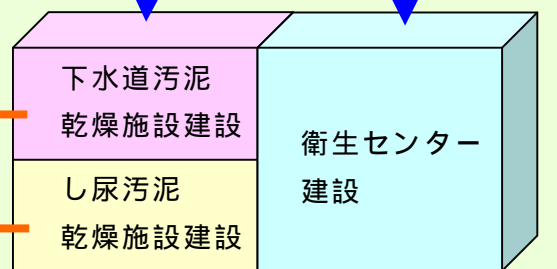 下水道汚泥
乾燥施設建設
し尿汚泥
乾燥施設建設
衛生センター
建設